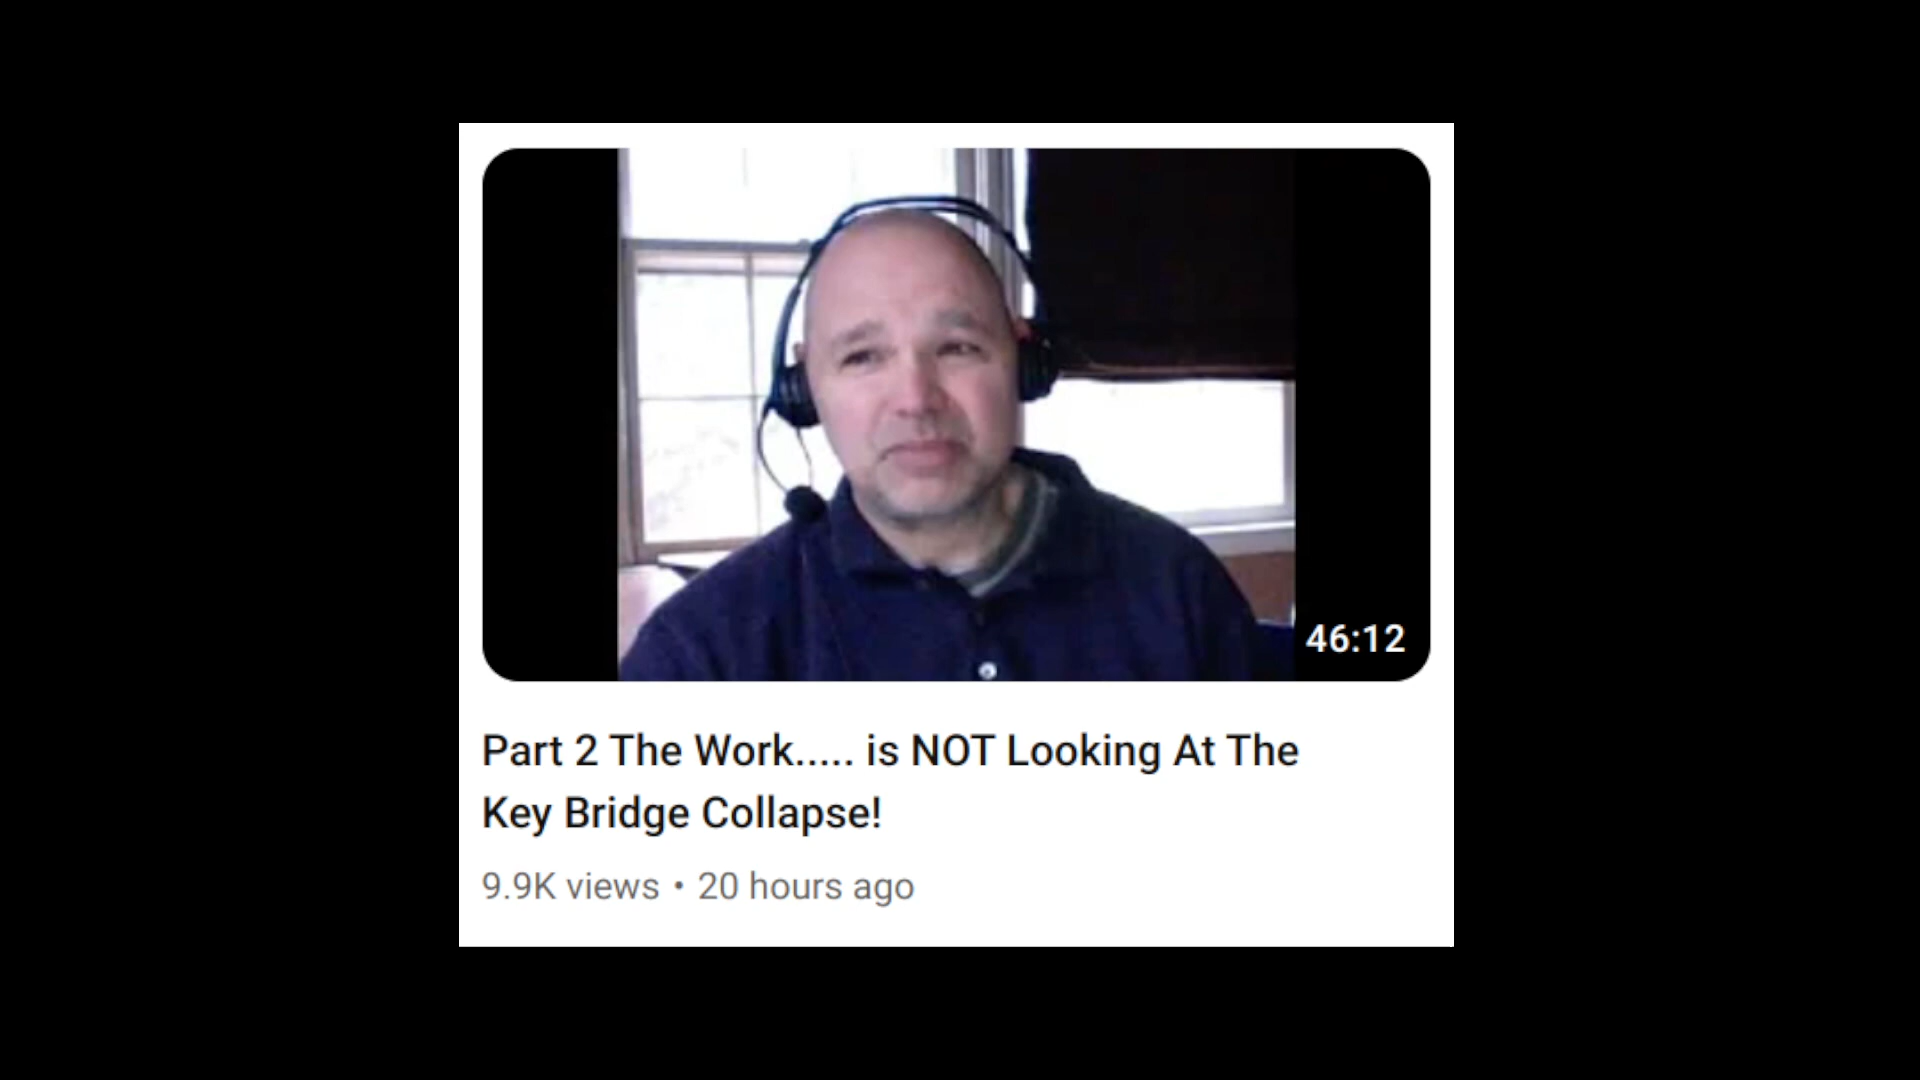 46:12
Part 2 The Work..... is NOT Looking At The
Key Bridge Collapse!
9.9K views • 20 hours ago